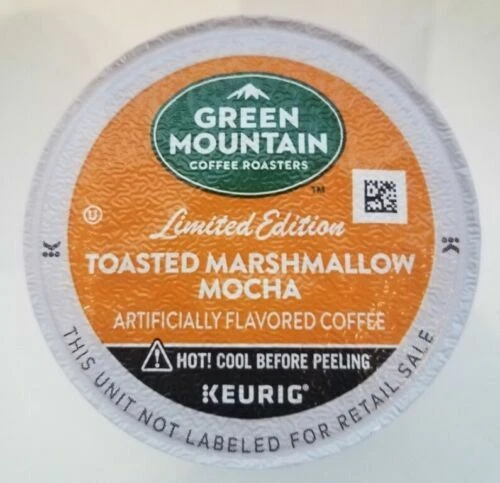 GREEN
MOUNTAIN
COFFEE ROASTERS
TM
U
Limited Edition
TOASTED MARSHMALLOW
MOCHA
ARTIFICIALLY FLAVORED COFFEE
HOT! COOL BEFORE PEELING
KEURIG®
K
K
THIS UNIT NOT LABELED FOR RETAIL SALE